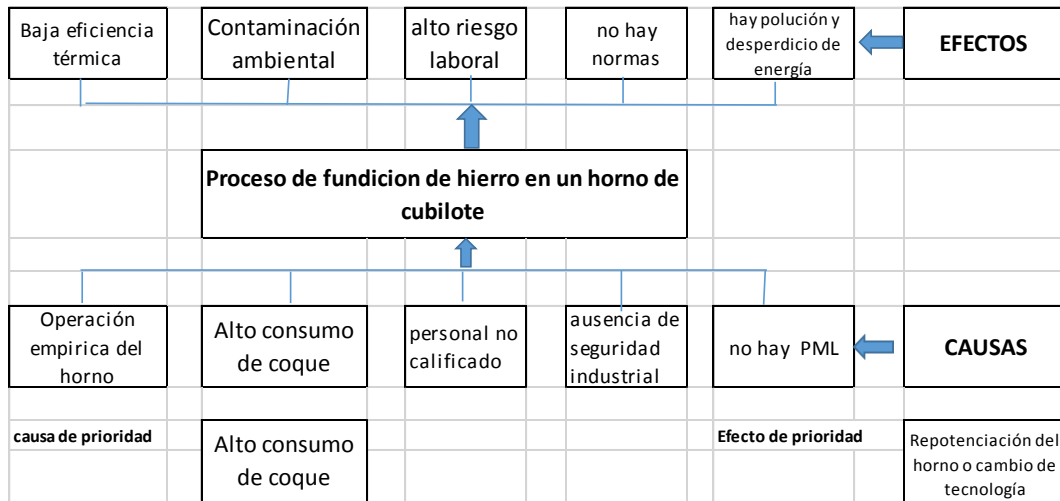 Baja eficiencia
térmica
Contaminación
ambiental
alto riesgo
laboral
no hay
normas
hay polución y
desperdicio de
energía
EFECTOS
Proceso de fundicion de hierro en un horno de
cubilote
Operación
empirica del
horno
Alto consumo
de coque
personal no
calificado
ausencia de
seguridad
industrial
no hay PML
CAUSAS
causa de prioridad
Alto consumo
de coque
Efecto de prioridad
Repotenciación del
horno o cambio de
tecnología